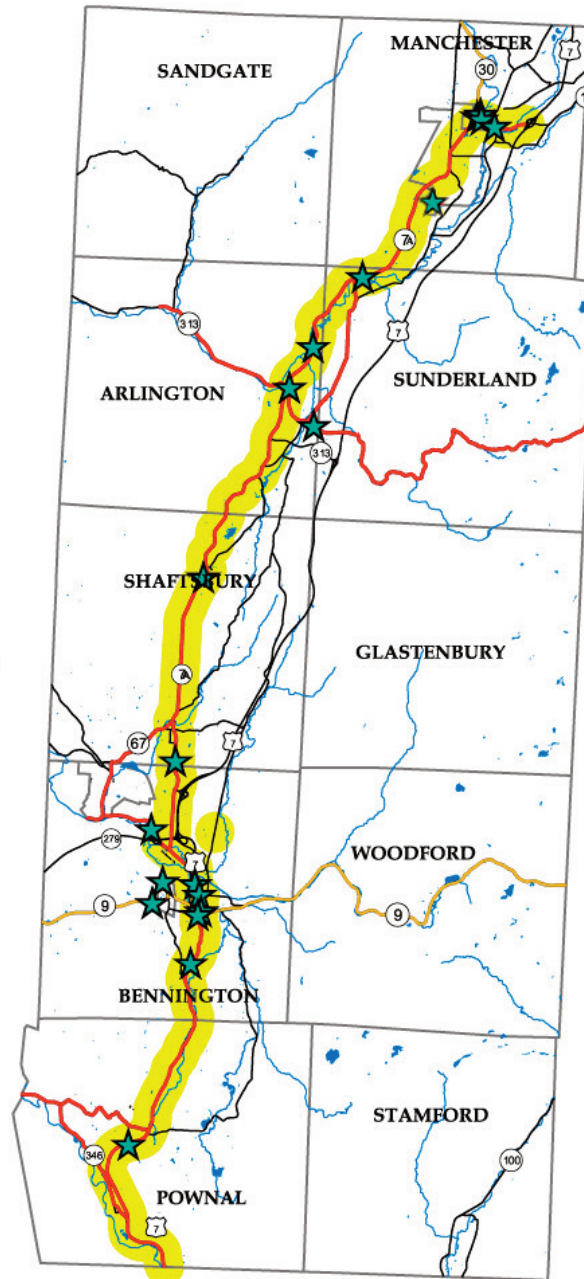 MANCHESTER
7
SANDGATE
30
7A
313
7
SUNDERLAND
ARLINGTON
313
SHAFTSBURY
GLASTENBURY
7A
67
7
279
7
WOODFORD
9
9
BENNINGTON
STAMFORD
346
100
POWNAL
7